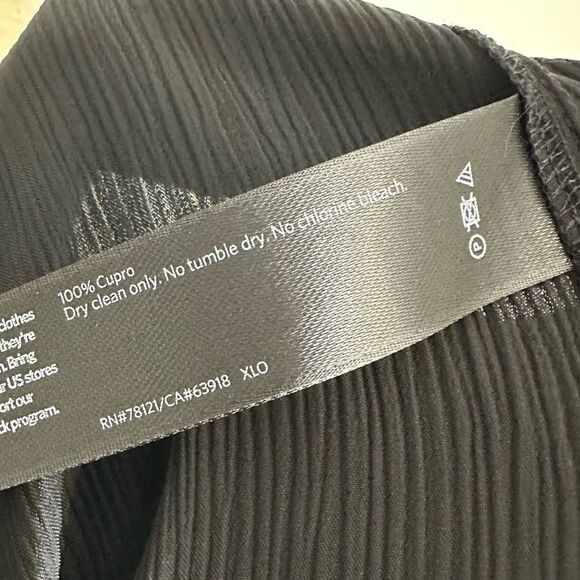 100% Cupro
Dry clean only. No tumble dry. No chlorine bleach.
clothes
they're
Bring
US stores
ort our
ck program.
RN#78121/CA#63918 XLO
P